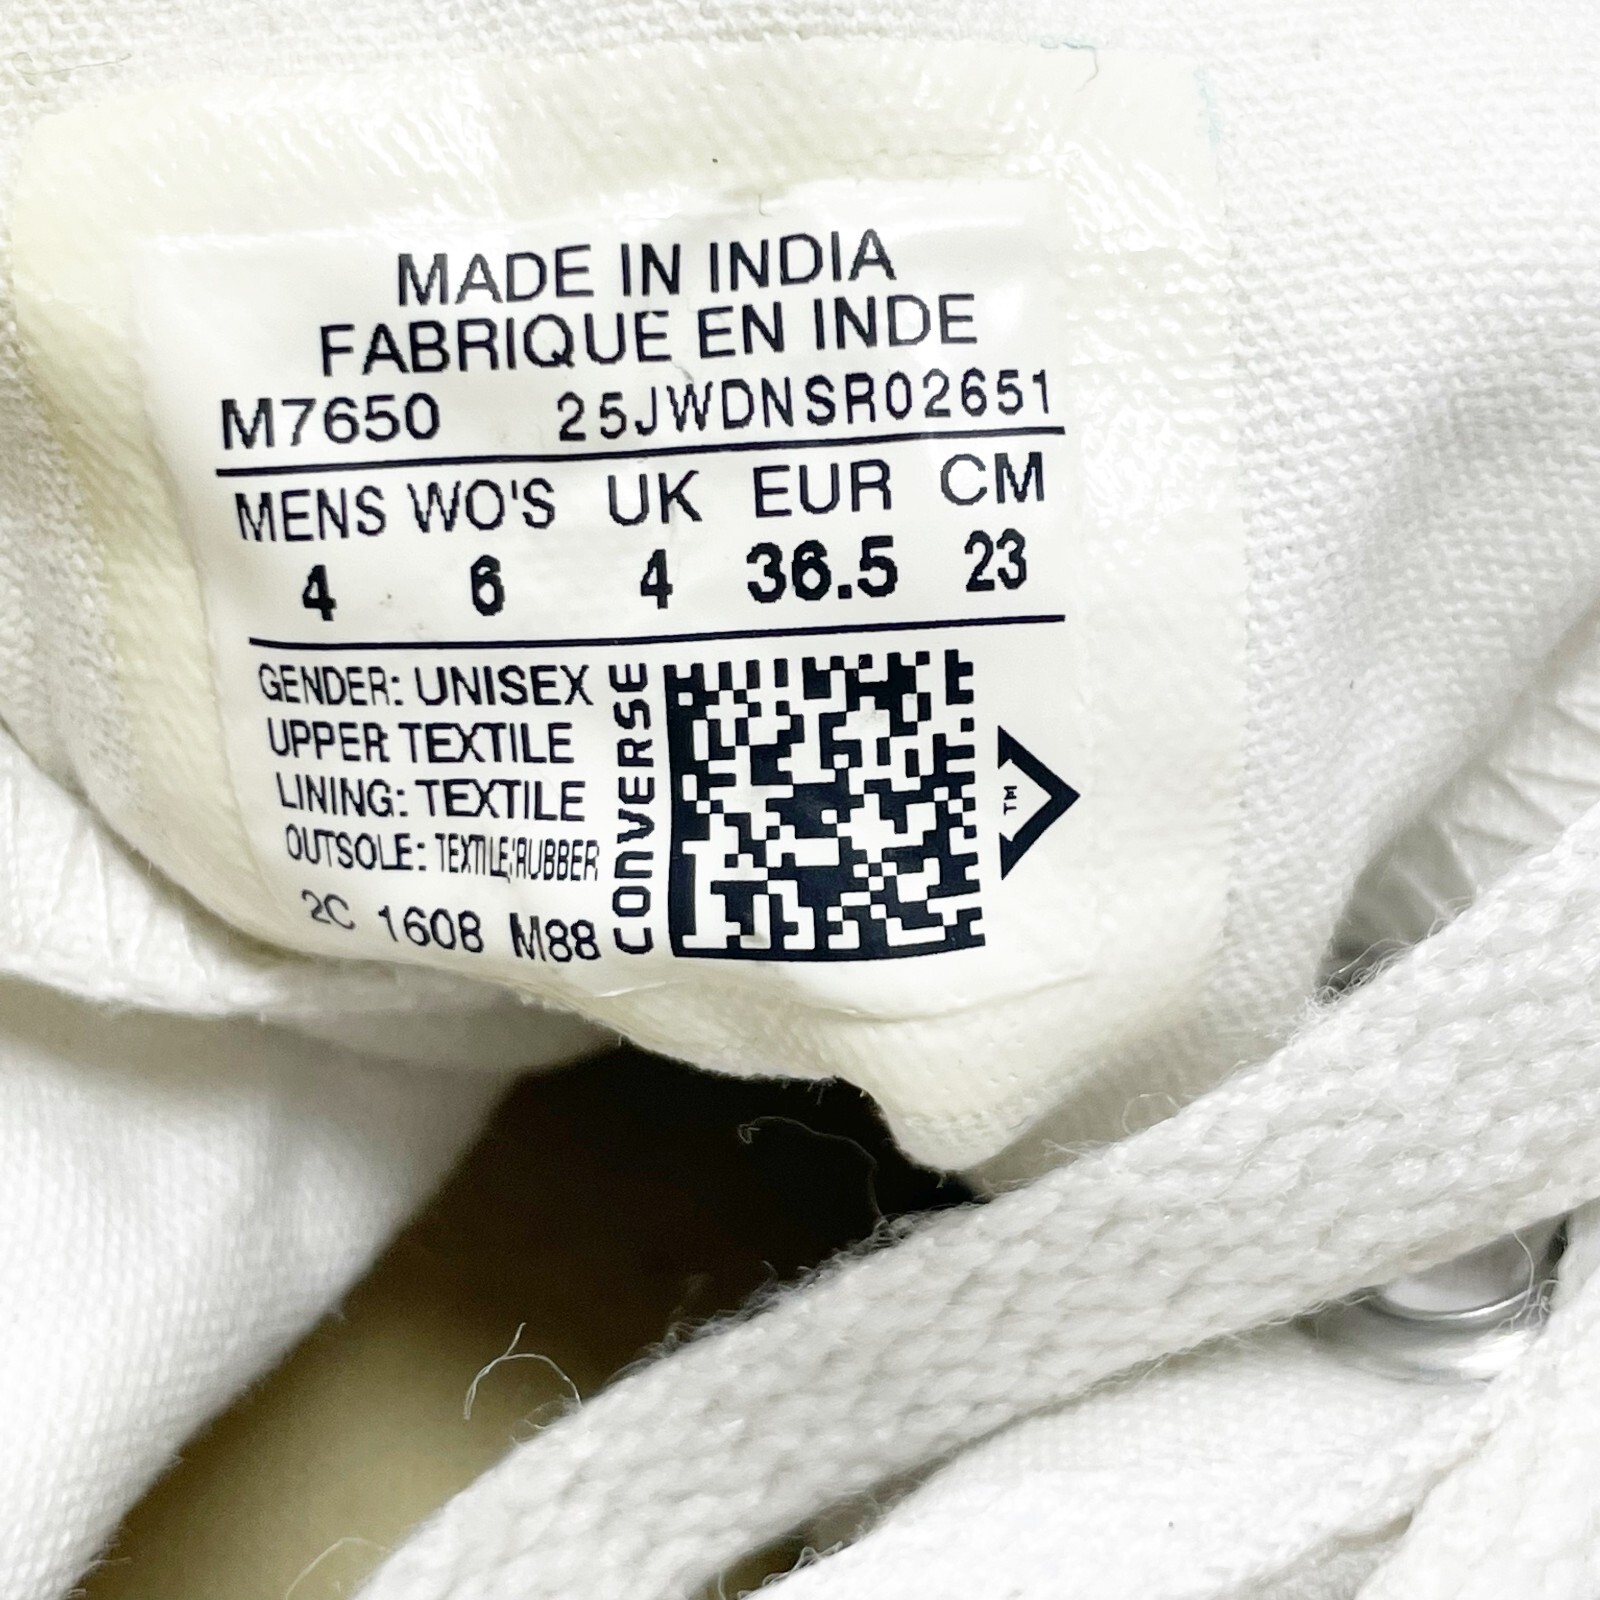 MADE IN INDIA
FABRIQUE EN INDE
M7650 25JWDNSR02651
MENS WO'S UK EUR CM
4 6 4 36.5 23
GENDER: UNISEX
UPPER TEXTILE
LINING: TEXTILE
OUTSOLE: TEXTILE/RUBBER
2C 1608 M88
CONVERSE
TM